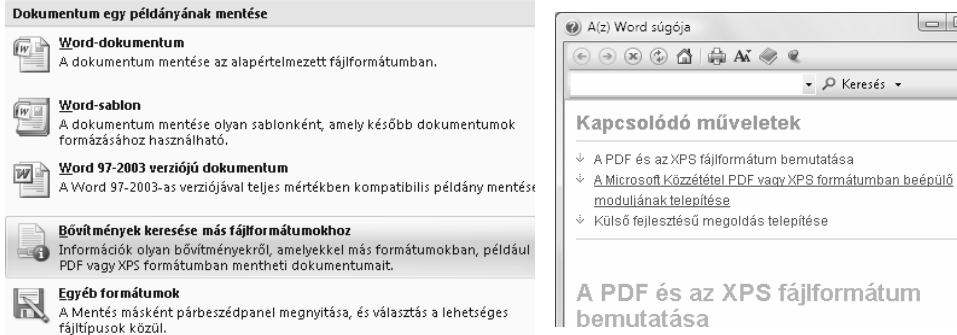 Dokumentum egy példányának mentése
Word-dokumentum
A dokumentum mentése az alapértelmezett fájlformátumban.
Word-sablon
A dokumentum mentése olyan sablonként, amely később dokumentumok
formázásához használható.
Word 97-2003 verziójú dokumentum
A Word 97-2003-as verziójával teljes mértékben kompatibilis példány mentése
Bővítmények keresése más fájlformátumokhoz
Információk olyan bővítményekről, amelyekkel más formátumokban, például
PDF vagy XPS formátumban mentheti dokumentumait.
Egyéb formátumok
A Mentés másként párbeszédpanel megnyitása, és választás a lehetséges
fájltípusok közül.
A(z) Word súgója
Keresés
Kapcsolódó műveletek
A PDF és az XPS fájlformátum bemutatása
A Microsoft Közzététel PDF vagy XPS formátumban beépülő
moduljának telepítése
Külső fejlesztésű megoldás telepítése
A PDF és az XPS fájlformátum
bemutatása